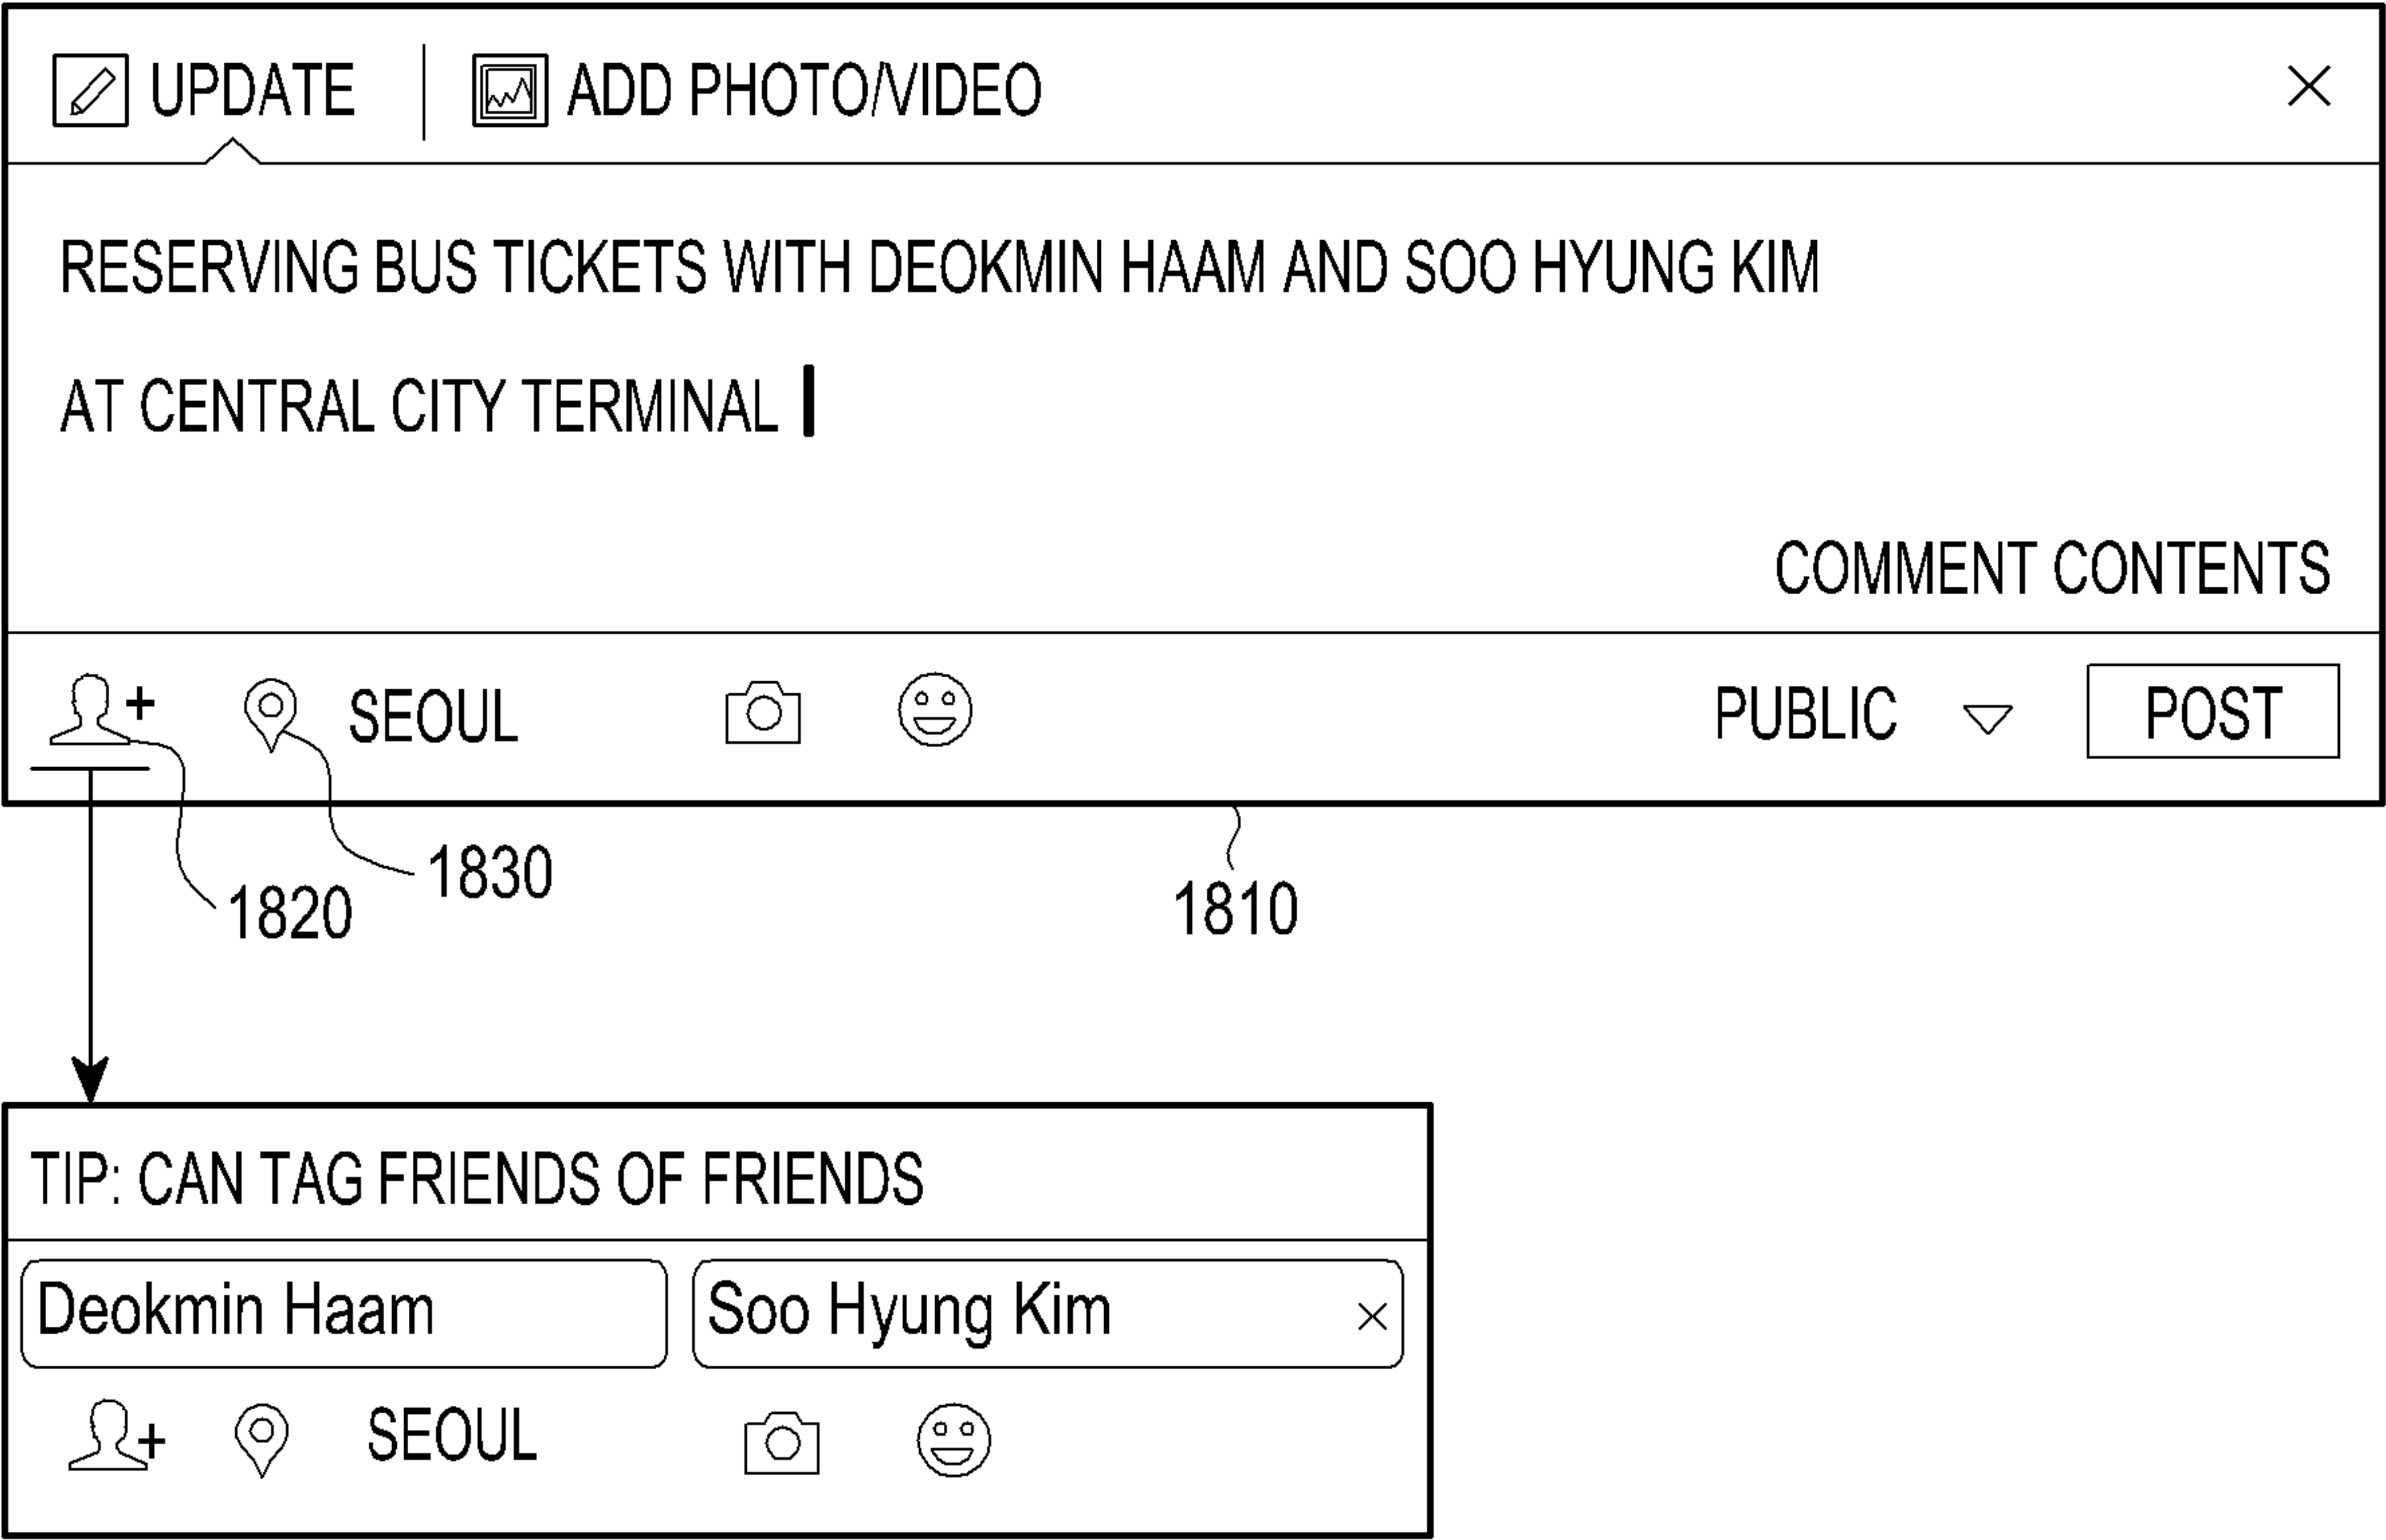 UPDATE ADD PHOTO/VIDEO
RESERVING BUS TICKETS WITH DEOKMIN HAAM AND SOO HYUNG KIM
AT CENTRAL CITY TERMINAL
COMMENT CONTENTS
SEOUL PUBLIC POST
1830
1820
1810
TIP: CAN TAG FRIENDS OF FRIENDS
Deokmin Haam Soo Hyung Kim
SEOUL